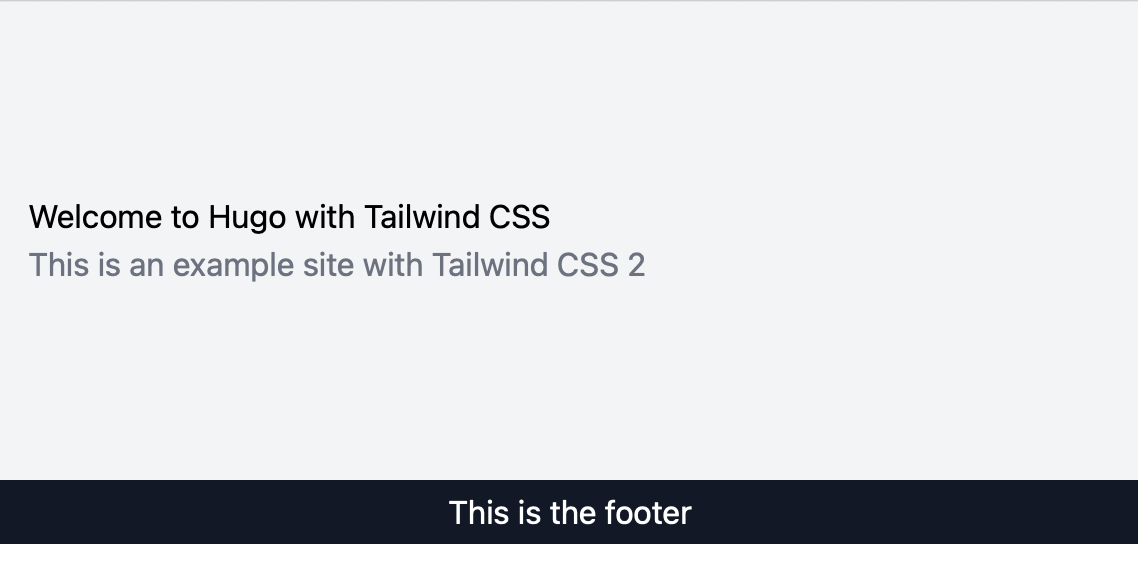 Welcome to Hugo with Tailwind CSS
This is an example site with Tailwind CSS 2
This is the footer